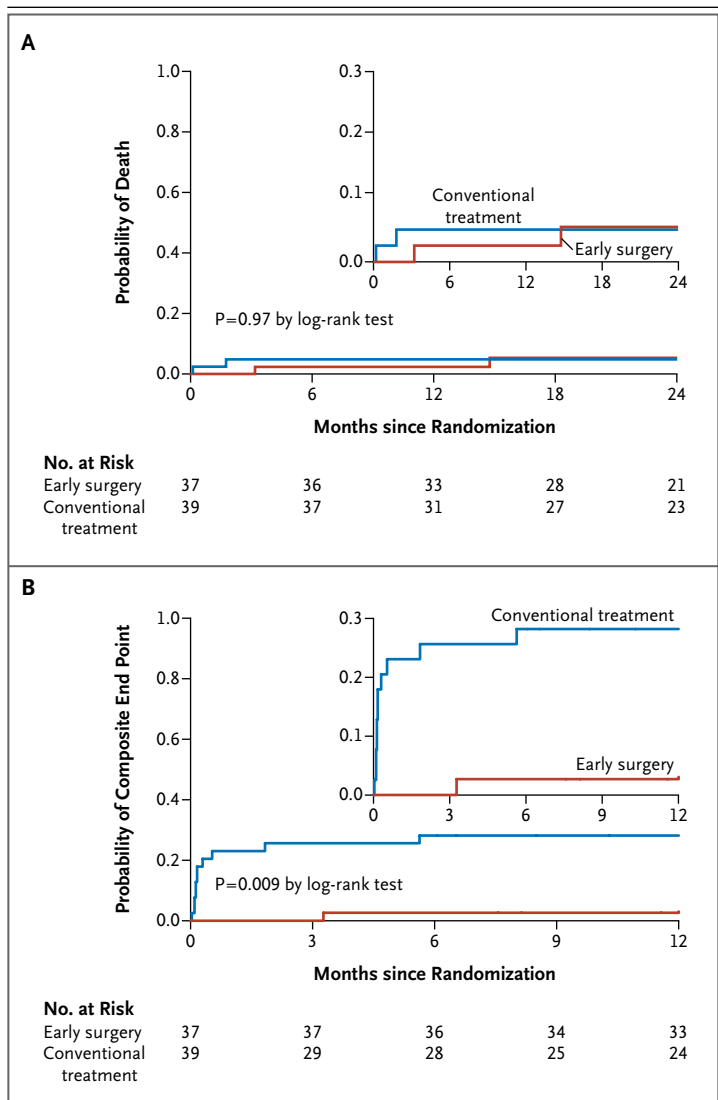 A
Probability of Death
1.0
0.8
0.6
0.4
0.2
0.0
0 6 12 18 24
P=0.97 by log-rank test
0.3
0.2
0.1
0.0
0 6 12 18 24
Conventional
treatment
Early surgery
Months since Randomization
No. at Risk
Early surgery 37 36 33 28 21
Conventional 39 37 31 27 23
treatment
B
Probability of Composite End Point
1.0
0.8
0.6
0.4
0.2
0.0
0 3 6 9 12
P=0.009 by log-rank test
0.3
0.2
0.1
0.0
0 3 6 9 12
Conventional treatment
Early surgery
Months since Randomization
No. at Risk
Early surgery 37 37 36 34 33
Conventional 39 29 28 25 24
treatment